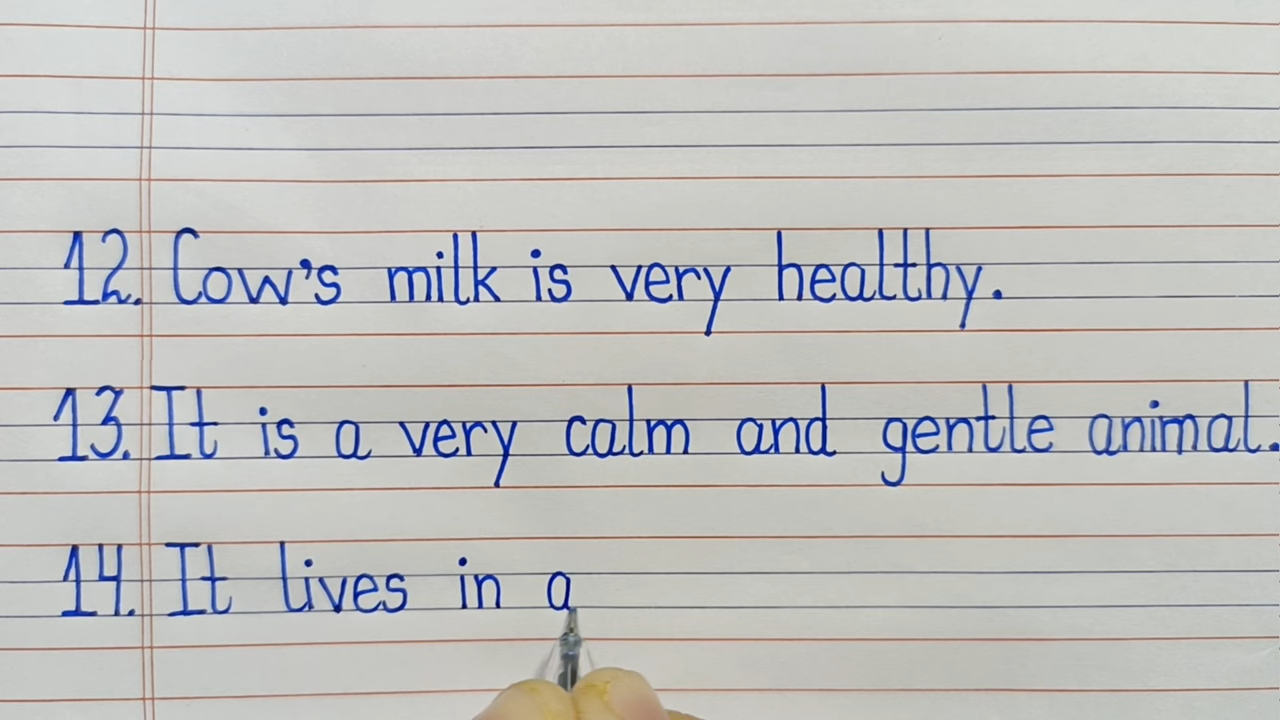 12. Cow's milk is very healthy.
13. It is a very calm and gentle animal.
14. It lives in a